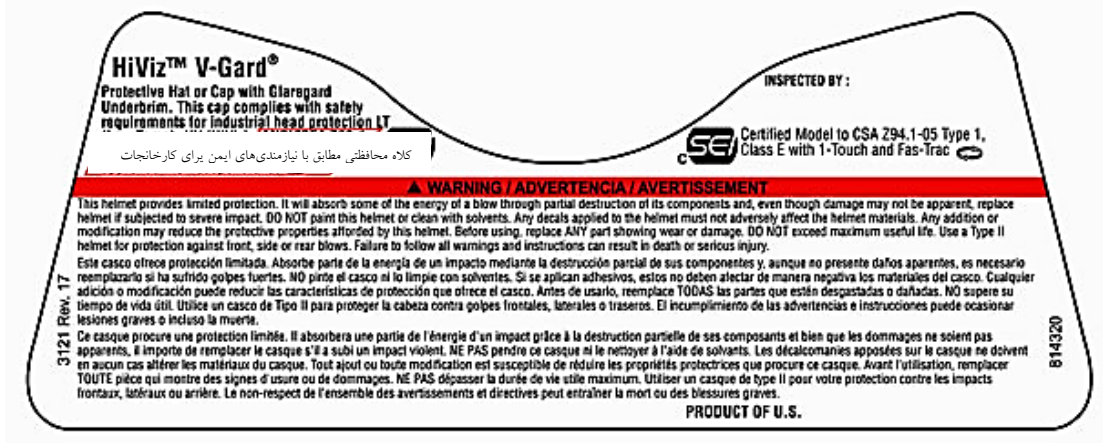 HiViz™ V-Gard®
Protective Hat or Cap with Glaregard
Underbrim. This cap complies with safety
requirements for industrial head protection LT
کلاه محافظتی مطابق با نیازمندی‌های ایمن یرای کارخانجات
INSPECTED BY :
C SEI Certified Model to CSA Z94.1-05 Type 1,
Class E with 1-Touch and Fas-Trac
▲ WARNING / ADVERTENCIA / AVERTISSEMENT
This helmet provides limited protection. It will absorb some of the energy of a blow through partial destruction of its components and, even though damage may not be apparent, replace
helmet if subjected to severe impact. DO NOT paint this helmet or clean with solvents. Any decals applied to the helmet must not adversely affect the helmet materials. Any addition or
modification may reduce the protective properties afforded by this helmet. Before using, replace ANY part showing wear or damage. DO NOT exceed maximum useful life. Use a Type II
helmet for protection against front, side or rear blows. Failure to follow all warnings and instructions can result in death or serious injury.
Este casco ofrece protección limitada. Absorbe parte de la energía de un impacto mediante la destrucción parcial de sus componentes y, aunque no presente daños aparentes, es necesario
reemplazarlo si ha sufrido golpes fuertes. NO pinte el casco ni lo limpie con solventes. Si se aplican adhesivos, estos no deben afectar de manera negativa los materiales del casco. Cualquier
adición o modificación puede reducir las características de protección que ofrece el casco. Antes de usarlo, reemplace TODAS las partes que estén desgastadas o dañadas. NO supere su
tiempo de vida útil. Utilice un casco de Tipo II para proteger la cabeza contra golpes frontales, laterales o traseros. El incumplimiento de las advertencias e instrucciones puede ocasionar
lesiones graves o incluso la muerte.
Ce casque procure une protection limitée. Il absorbera une partie de l'énergie d'un impact grâce à la destruction partielle de ses composants et bien que les dommages ne soient pas
apparents, il importe de remplacer le casque s'il a subi un impact violent. NE PAS pendre ce casque ni le nettoyer à l'aide de solvants. Les décalcomanies apposées sur le casque ne doivent
en aucun cas altérer les matériaux du casque. Tout ajout ou toute modification est susceptible de réduire les propriétés protectrices que procure ce casque. Avant l'utilisation, remplacer
TOUTE pièce qui montre des signes d'usure ou de dommages. NE PAS dépasser la durée de vie utile maximum. Utiliser un casque de type II pour votre protection contre les impacts
frontaux, latéraux ou arrière. Le non-respect de l'ensemble des avertissements et directives peut entraîner la mort ou des blessures graves.
PRODUCT OF U.S.
3121 Rev. 17
814320